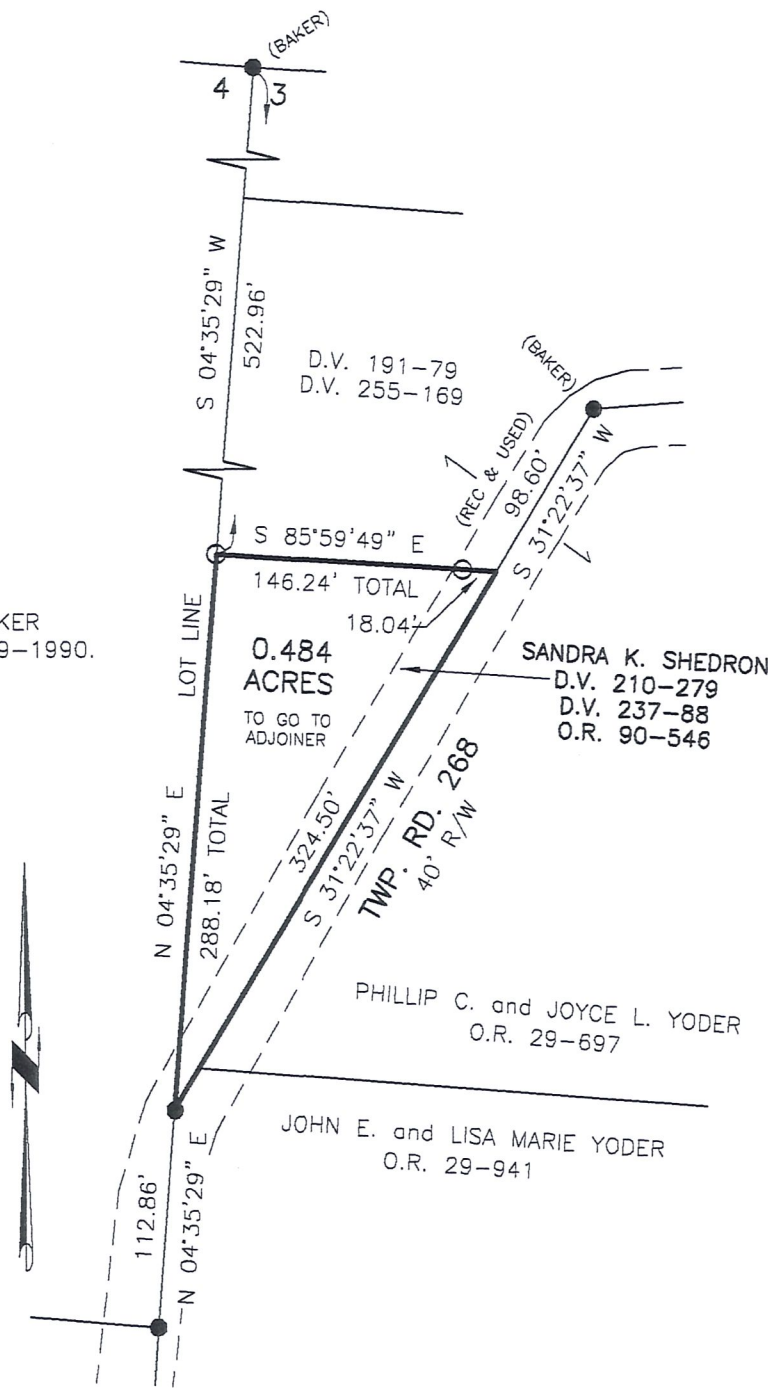 (BAKER)
4 3
S 04°35'29" W
522.96'
D.V. 191-79
D.V. 255-169
(BAKER)
(REC & USED)
98.60'
S 31°22'37" W
S 85°59'49" E
146.24' TOTAL
18.04'
KER
9-1990.
LOT LINE
0.484
ACRES
TO GO TO
ADJOINER
SANDRA K. SHEDRON
D.V. 210-279
D.V. 237-88
O.R. 90-546
N 04°35'29" E
288.18' TOTAL
324.50'
S 31°22'37" W
TWP. RD. 268
40' R/W
PHILLIP C. and JOYCE L. YODER
O.R. 29-697
JOHN E. and LISA MARIE YODER
O.R. 29-941
112.86'
N 04°35'29" E